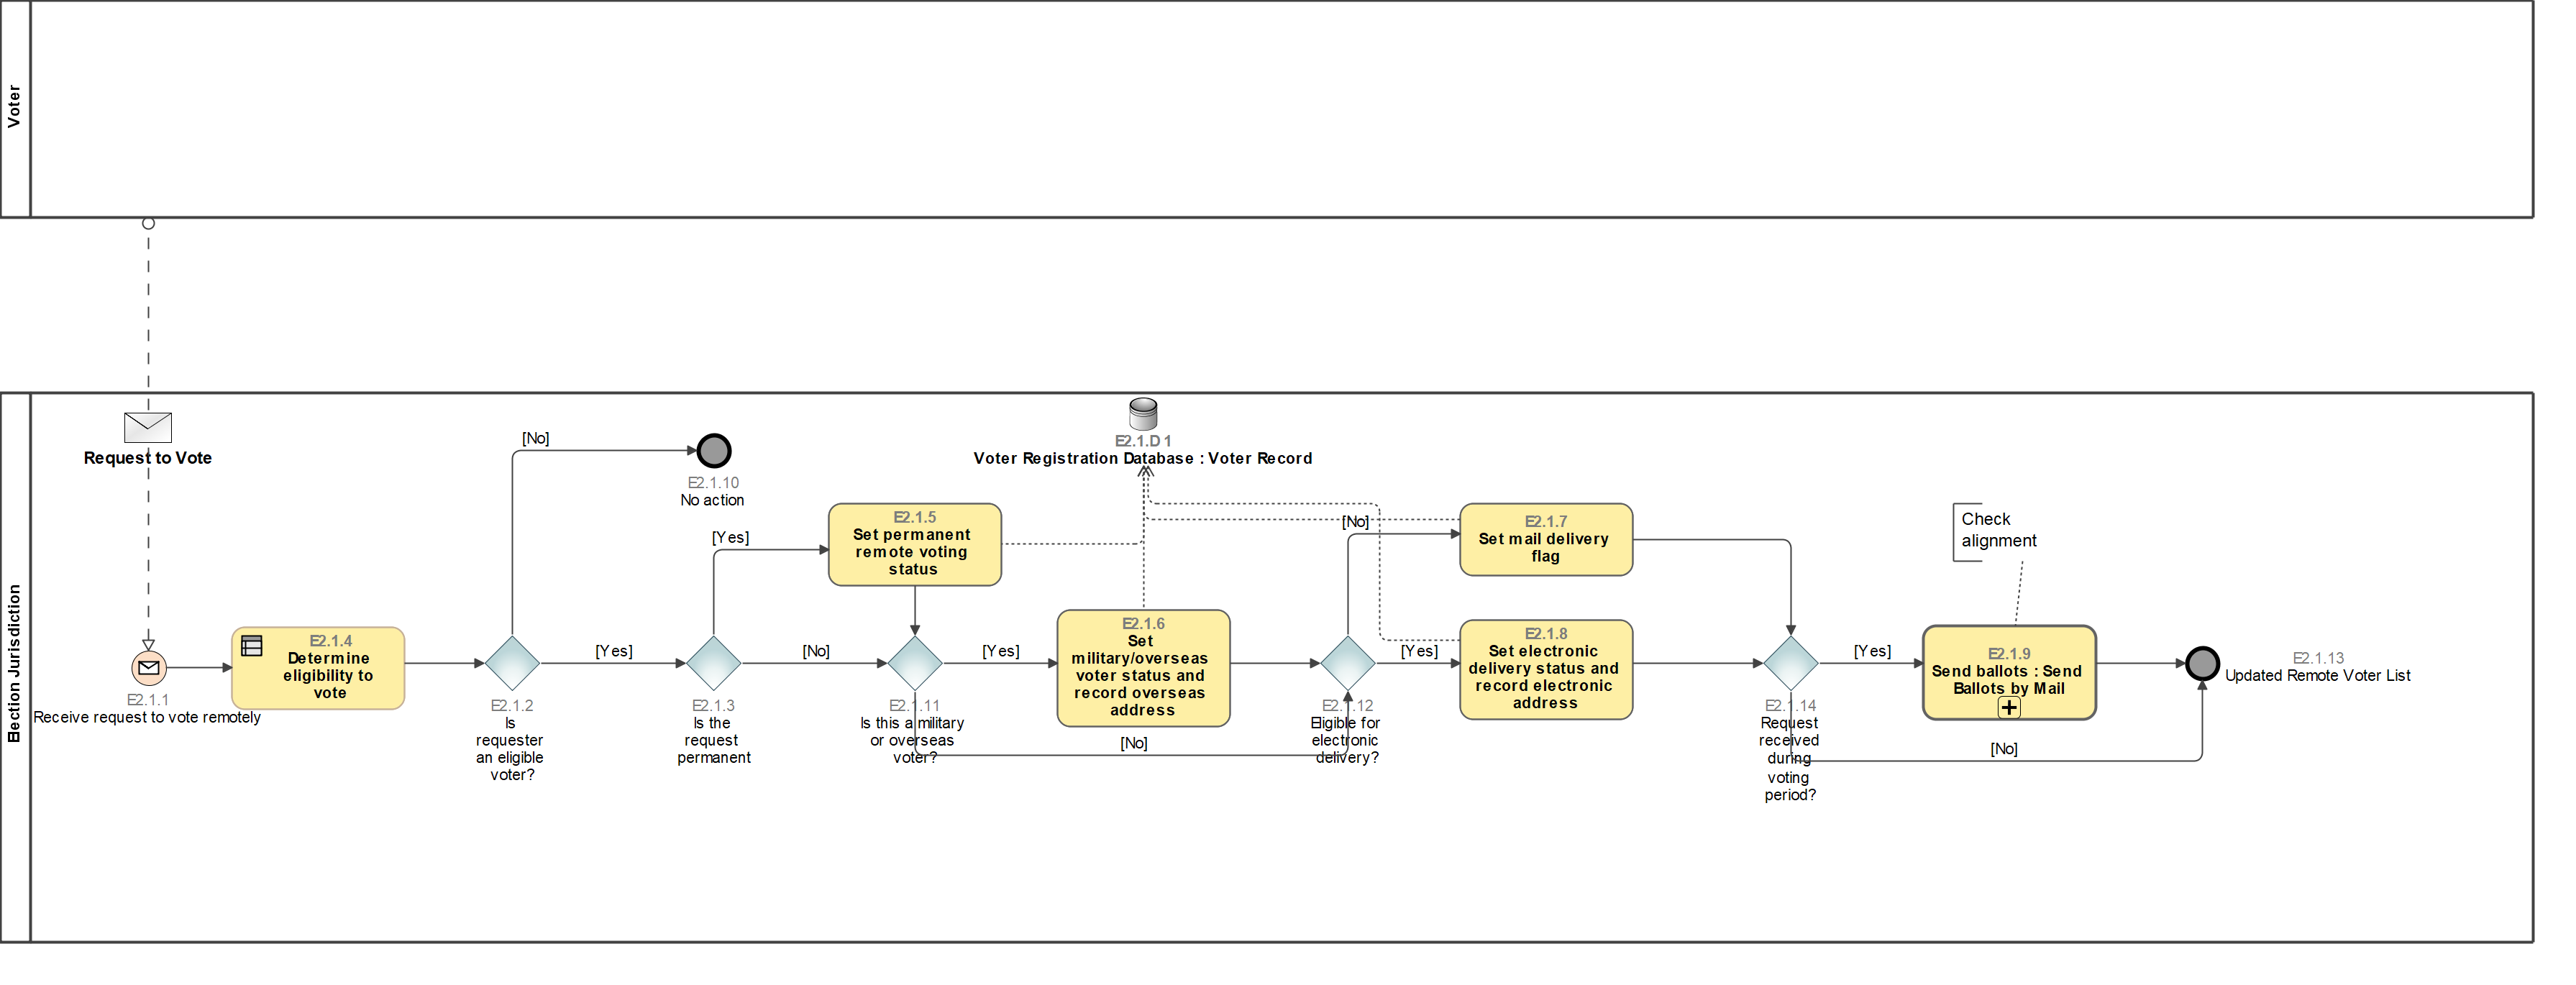 Voter
Election Jurisdiction
Request to Vote
E2.1.1
Receive request to vote remotely
E2.1.4
Determine
eligibility to
vote
E2.1.2
Is
requester
an eligible
voter?
[No]
E2.1.10
No action
[Yes]
E2.1.3
Is the
request
permanent
[Yes]
E2.1.5
Set permanent
remote voting
status
[No]
E2.1.11
Is this a military
or overseas
voter?
[Yes]
E2.1.D 1
Voter Registration Database : Voter Record
E2.1.6
Set
military/overseas
voter status and
record overseas
address
[No]
E2.1.12
Eligible for
electronic
delivery?
[No]
E2.1.7
Set mail delivery
flag
[Yes]
E2.1.8
Set electronic
delivery status and
record electronic
address
E2.1.14
Request
received
during
voting
period?
[Yes]
Check
alignment
E2.1.9
Send ballots : Send
Ballots by Mail
[No]
E2.1.13
Updated Remote Voter List